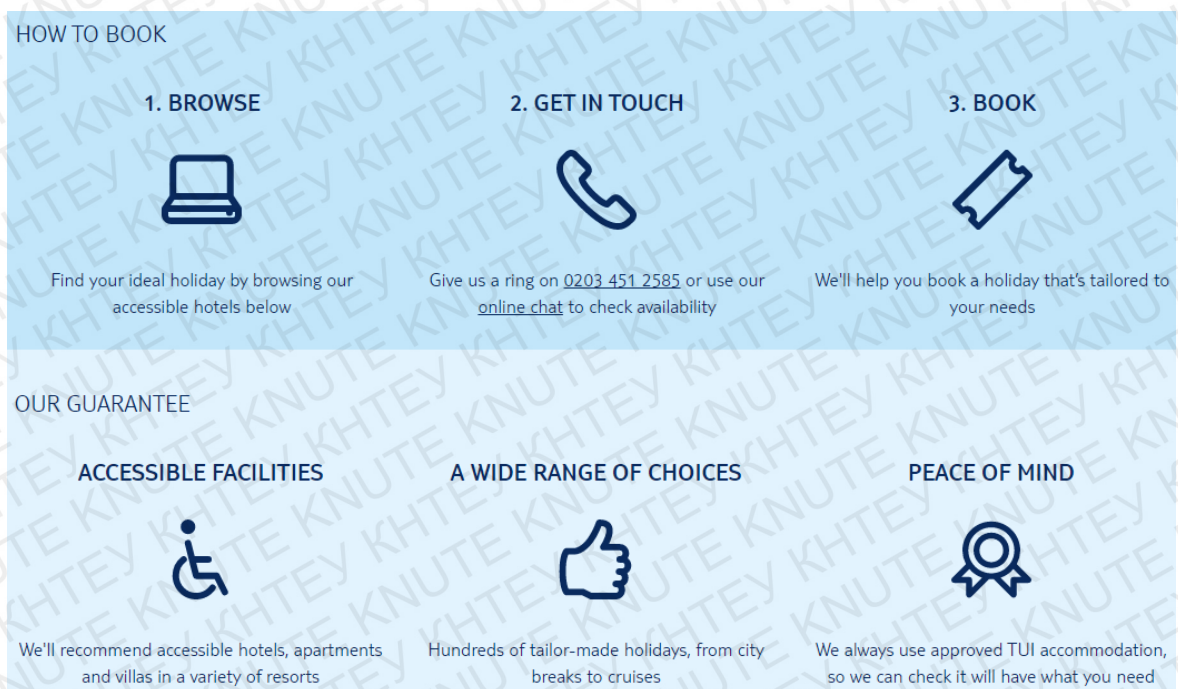 HOW TO BOOK
1. BROWSE
2. GET IN TOUCH
3. BOOK
Find your ideal holiday by browsing our
accessible hotels below
Give us a ring on 0203 451 2585 or use our
online chat to check availability
We'll help you book a holiday that's tailored to
your needs
OUR GUARANTEE
ACCESSIBLE FACILITIES
A WIDE RANGE OF CHOICES
PEACE OF MIND
We'll recommend accessible hotels, apartments
and villas in a variety of resorts
Hundreds of tailor-made holidays, from city
breaks to cruises
We always use approved TUI accommodation,
so we can check it will have what you need
KNUTE КНТЕУ